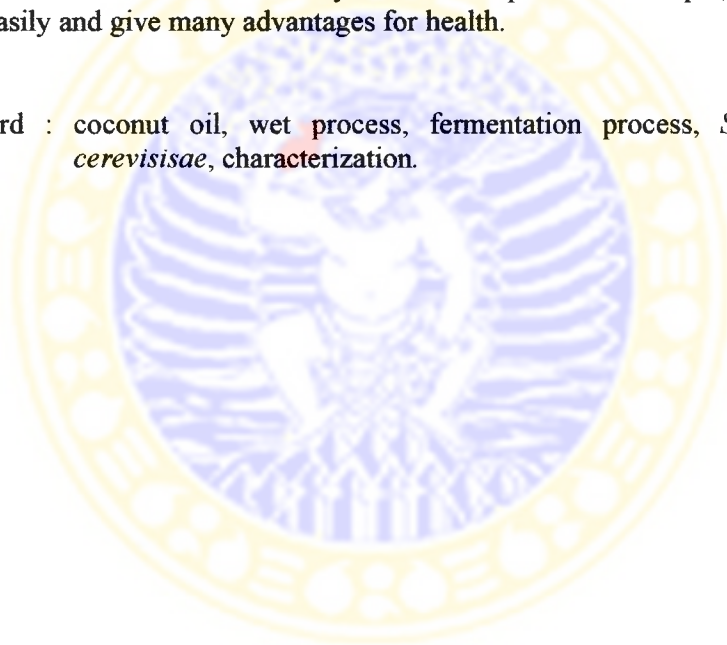 asily and give many advantages for health.
rd : coconut oil, wet process, fermentation process, S
cerevisisae, characterization.